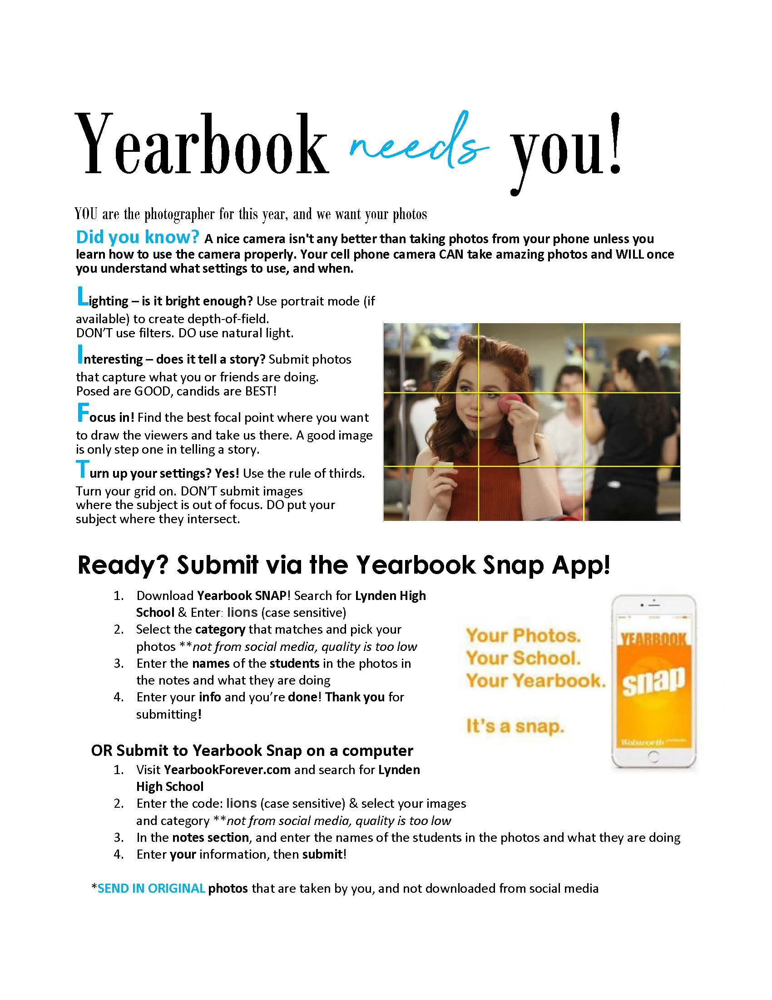 Yearbook needs you!
YOU are the photographer for this year, and we want your photos
Did you know? A nice camera isn't any better than taking photos from your phone unless you
learn how to use the camera properly. Your cell phone camera CAN take amazing photos and WILL once
you understand what settings to use, and when.
Lighting – is it bright enough? Use portrait mode (if
available) to create depth-of-field.
DON'T use filters. DO use natural light.
Interesting – does it tell a story? Submit photos
that capture what you or friends are doing.
Posed are GOOD, candids are BEST!
Focus in! Find the best focal point where you want
to draw the viewers and take us there. A good image
is only step one in telling a story.
Turn up your settings? Yes! Use the rule of thirds.
Turn your grid on. DON'T submit images
where the subject is out of focus. DO put your
subject where they intersect.
Ready? Submit via the Yearbook Snap App!
1. Download Yearbook SNAP! Search for Lynden High
School & Enter: lions (case sensitive)
2. Select the category that matches and pick your
photos **not from social media, quality is too low
3. Enter the names of the students in the photos in
the notes and what they are doing
4. Enter your info and you're done! Thank you for
submitting!
Your Photos.
Your School.
Your Yearbook.
It's a snap.
YEARBOOK
snap
Walsworth
OR Submit to Yearbook Snap on a computer
1. Visit YearbookForever.com and search for Lynden
High School
2. Enter the code: lions (case sensitive) & select your images
and category **not from social media, quality is too low
3. In the notes section, and enter the names of the students in the photos and what they are doing
4. Enter your information, then submit!
*SEND IN ORIGINAL photos that are taken by you, and not downloaded from social media